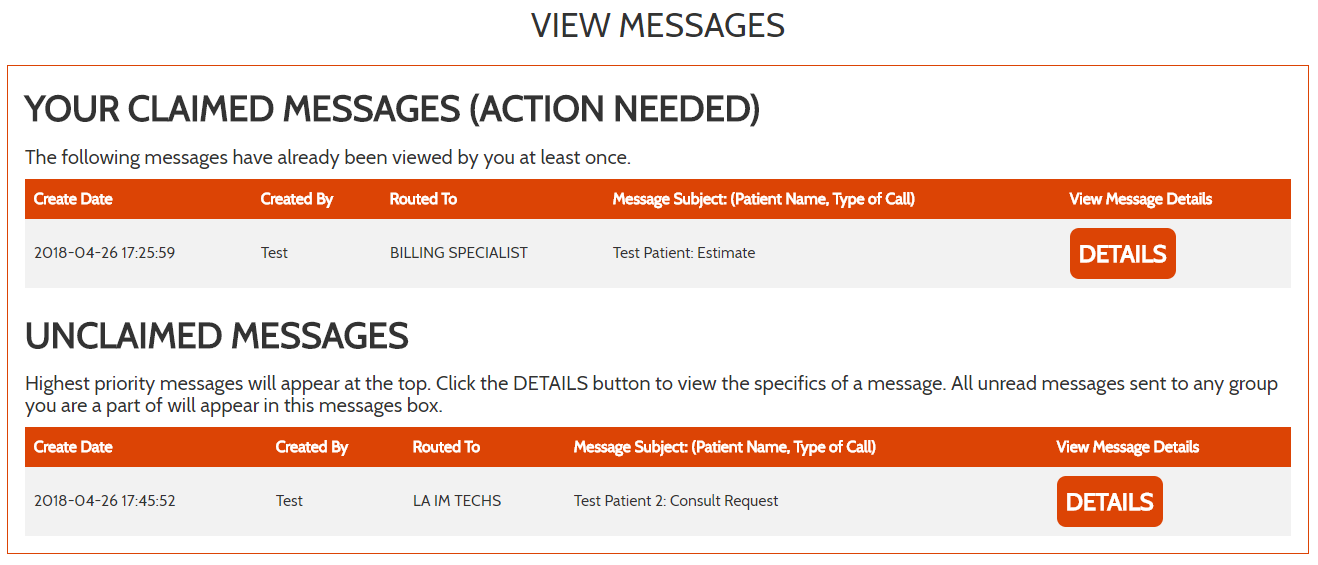 VIEW MESSAGES
YOUR CLAIMED MESSAGES (ACTION NEEDED)
The following messages have already been viewed by you at least once.
Create Date Created By Routed To Message Subject: (Patient Name, Type of Call) View Message Details
2018-04-26 17:25:59 Test BILLING SPECIALIST Test Patient: Estimate DETAILS
UNCLAIMED MESSAGES
Highest priority messages will appear at the top. Click the DETAILS button to view the specifics of a message. All unread messages sent to any group
you are a part of will appear in this messages box.
Create Date Created By Routed To Message Subject: (Patient Name, Type of Call) View Message Details
2018-04-26 17:45:52 Test LA IM TECHS Test Patient 2: Consult Request DETAILS